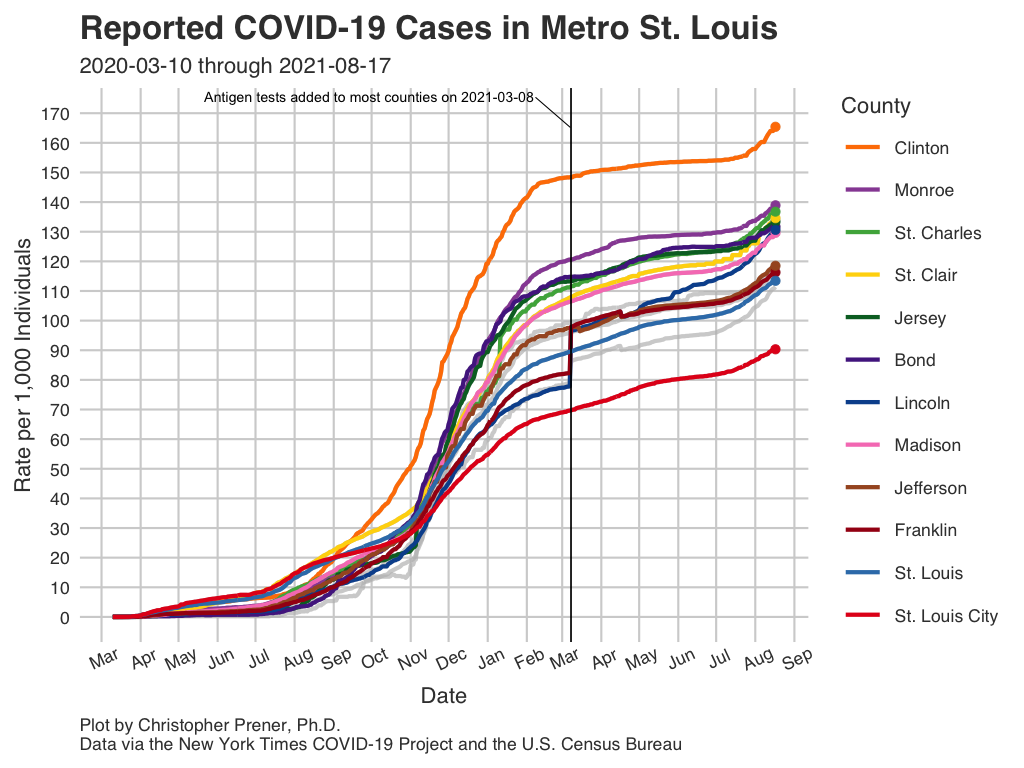 Reported COVID-19 Cases in Metro St. Louis
2020-03-10 through 2021-08-17
Antigen tests added to most counties on 2021-03-08
Rate per 1,000 Individuals
170
160
150
140
130
120
110
100
90
80
70
60
50
40
30
20
10
0
Mar Apr May Jun Jul Aug Sep Oct Nov Dec Jan Feb Mar Apr May Jun Jul Aug Sep
Date
County
Clinton
Monroe
St. Charles
St. Clair
Jersey
Bond
Lincoln
Madison
Jefferson
Franklin
St. Louis
St. Louis City
Plot by Christopher Prener, Ph.D.
Data via the New York Times COVID-19 Project and the U.S. Census Bureau